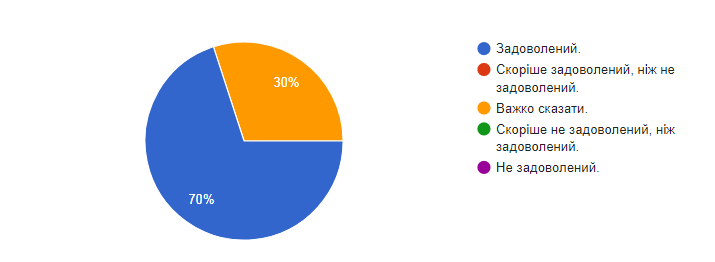 30%
70%
Задоволений.
Скоріше задоволений, ніж не
задоволений.
Важко сказати.
Скоріше не задоволений, ніж
задоволений.
Не задоволений.